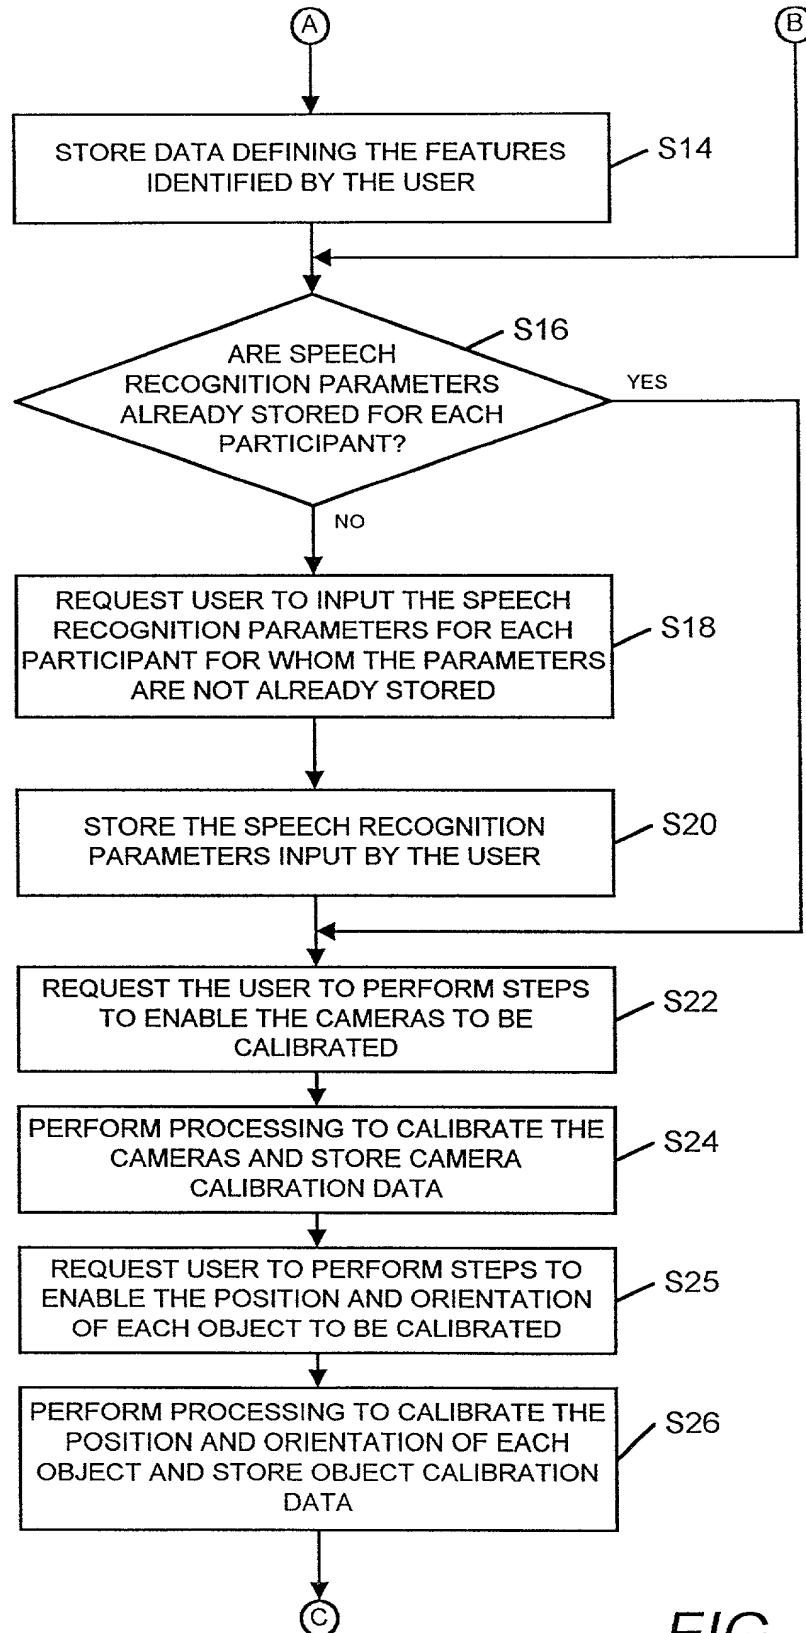 A
B
STORE DATA DEFINING THE FEATURES
IDENTIFIED BY THE USER
S14
S16
ARE SPEECH
RECOGNITION PARAMETERS
ALREADY STORED FOR EACH
PARTICIPANT?
YES
NO
REQUEST USER TO INPUT THE SPEECH
RECOGNITION PARAMETERS FOR EACH
PARTICIPANT FOR WHOM THE PARAMETERS
ARE NOT ALREADY STORED
S18
STORE THE SPEECH RECOGNITION
PARAMETERS INPUT BY THE USER
S20
REQUEST THE USER TO PERFORM STEPS
TO ENABLE THE CAMERAS TO BE
CALIBRATED
S22
PERFORM PROCESSING TO CALIBRATE THE
CAMERAS AND STORE CAMERA
CALIBRATION DATA
S24
REQUEST USER TO PERFORM STEPS TO
ENABLE THE POSITION AND ORIENTATION
OF EACH OBJECT TO BE CALIBRATED
S25
PERFORM PROCESSING TO CALIBRATE THE
POSITION AND ORIENTATION OF EACH
OBJECT AND STORE OBJECT CALIBRATION
DATA
S26
C